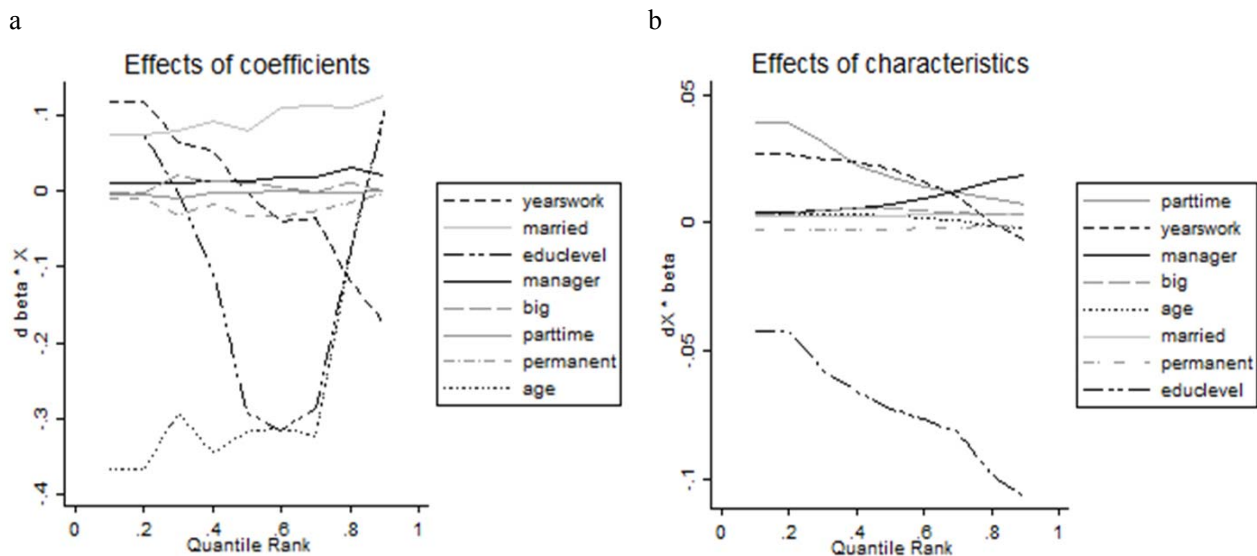 a
Effects of coefficients
d beta * X
.1
0
-.1
-.2
-.3
-.4
0 .2 .4 .6 .8 1
Quantile Rank
yearswork
married
educlevel
manager
big
parttime
permanent
age
b
Effects of characteristics
dX * beta
.05
0
-.05
-.1
0 .2 .4 .6 .8 1
Quantile Rank
parttime
yearswork
manager
big
age
married
permanent
educlevel